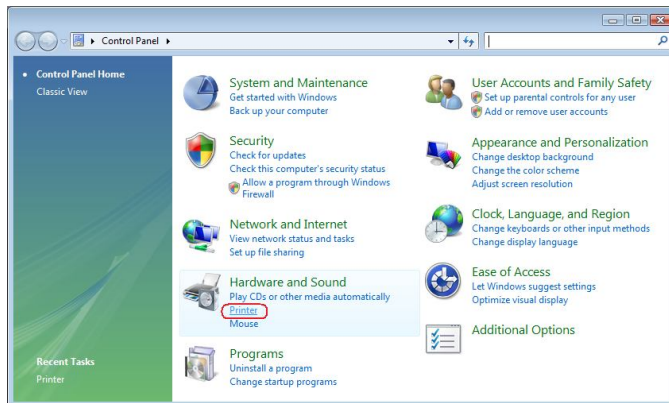 Control Panel
Control Panel Home
Classic View
System and Maintenance
Get started with Windows
Back up your computer
Security
Check for updates
Check this computer's security status
Allow a program through Windows
Firewall
Network and Internet
View network status and tasks
Set up file sharing
Hardware and Sound
Play CDs or other media automatically
Printer
Mouse
Programs
Uninstall a program
Change startup programs
User Accounts and Family Safety
Set up parental controls for any user
Add or remove user accounts
Appearance and Personalization
Change desktop background
Change the color scheme
Adjust screen resolution
Clock, Language, and Region
Change keyboards or other input methods
Change display language
Ease of Access
Let Windows suggest settings
Optimize visual display
Additional Options
Recent Tasks
Printer